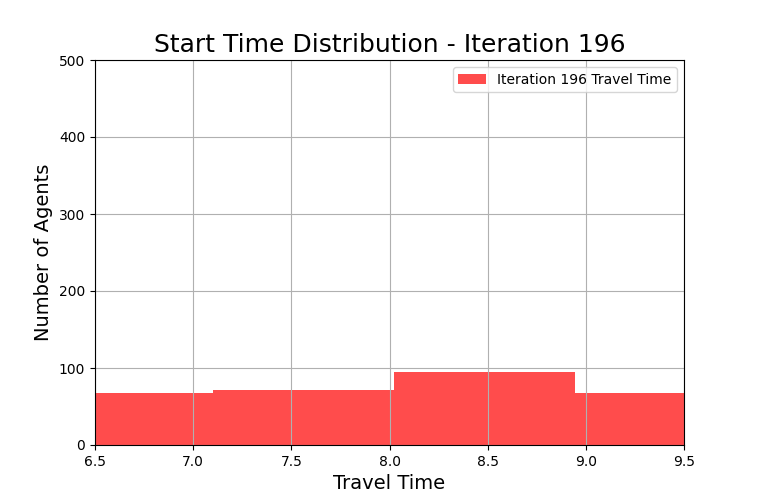 Start Time Distribution - Iteration 196
Iteration 196 Travel Time
Number of Agents
500
400
300
200
100
0
6.5 7.0 7.5 8.0 8.5 9.0 9.5
Travel Time